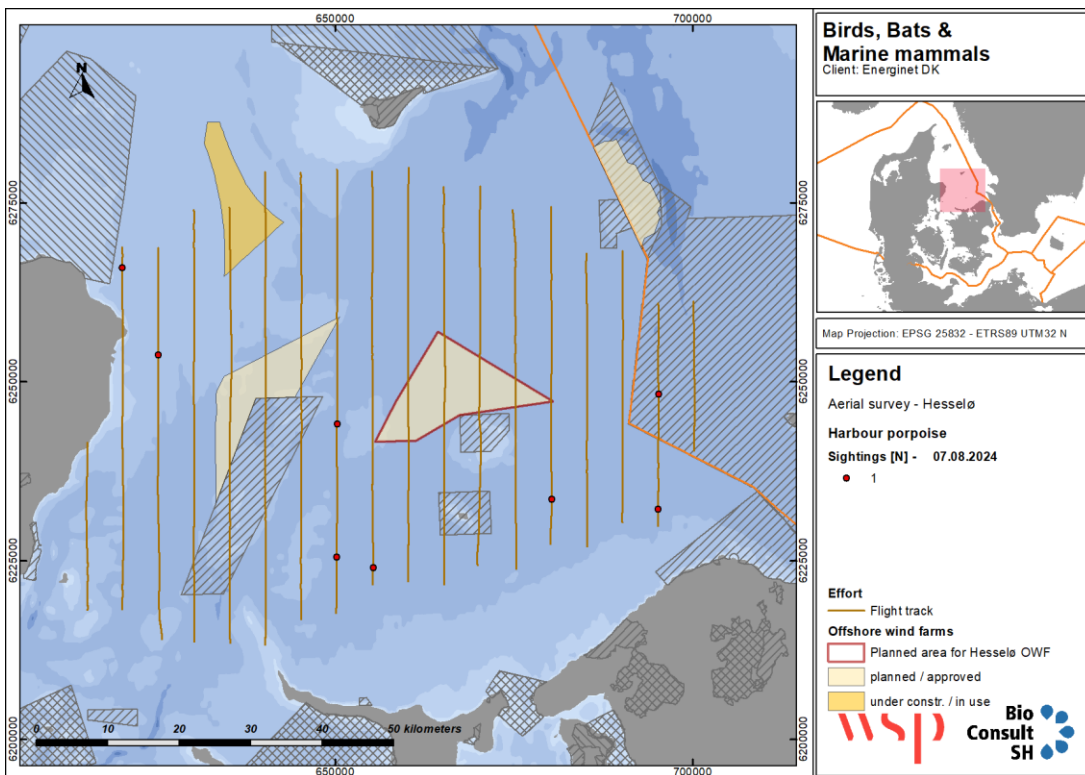 650000
700000
N
6275000
6275000
6250000
6250000
6225000
6225000
6200000
6200000
0 10 20 30 40 50 kilometers
650000
700000
Birds, Bats &
Marine mammals
Client: Energinet DK
Map Projection: EPSG 25832 - ETRS89 UTM32 N
Legend
Aerial survey - Hesselø
Harbour porpoise
Sightings [N] - 07.08.2024
1
Effort
Flight track
Offshore wind farms
Planned area for Hesselø OWF
planned / approved
under constr. / in use
wsp
Bio
Consult
SH